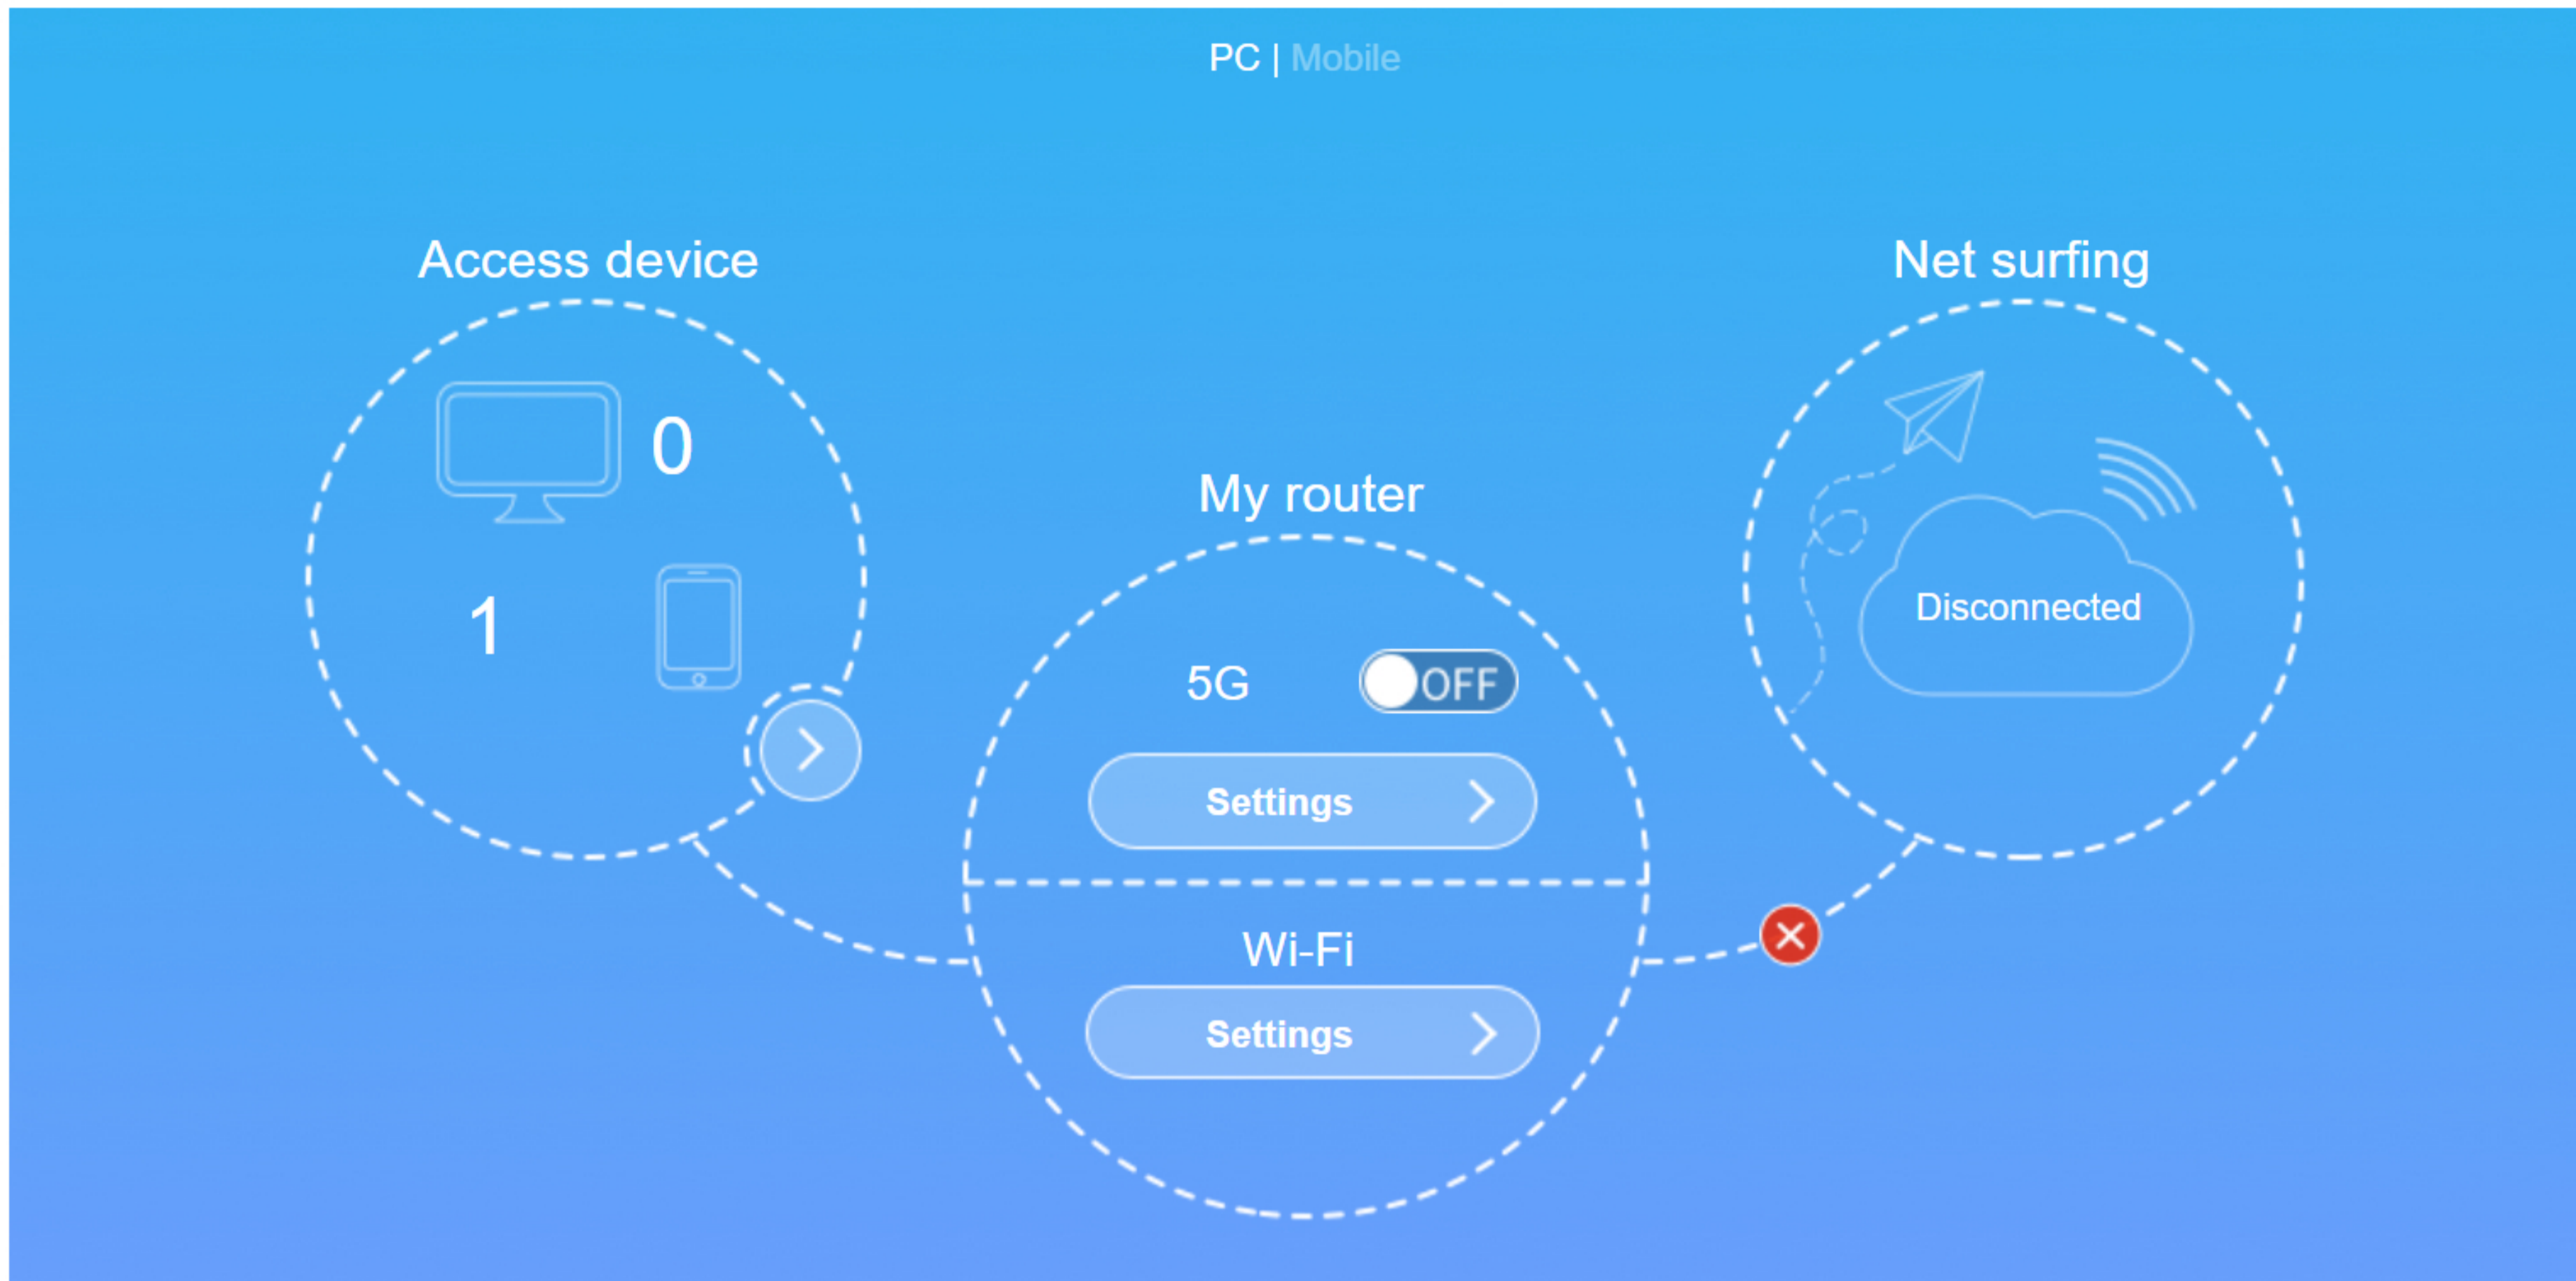 PC | Mobile
Access device
0
1
My router
5G OFF
Settings
Wi-Fi
Settings
Net surfing
Disconnected